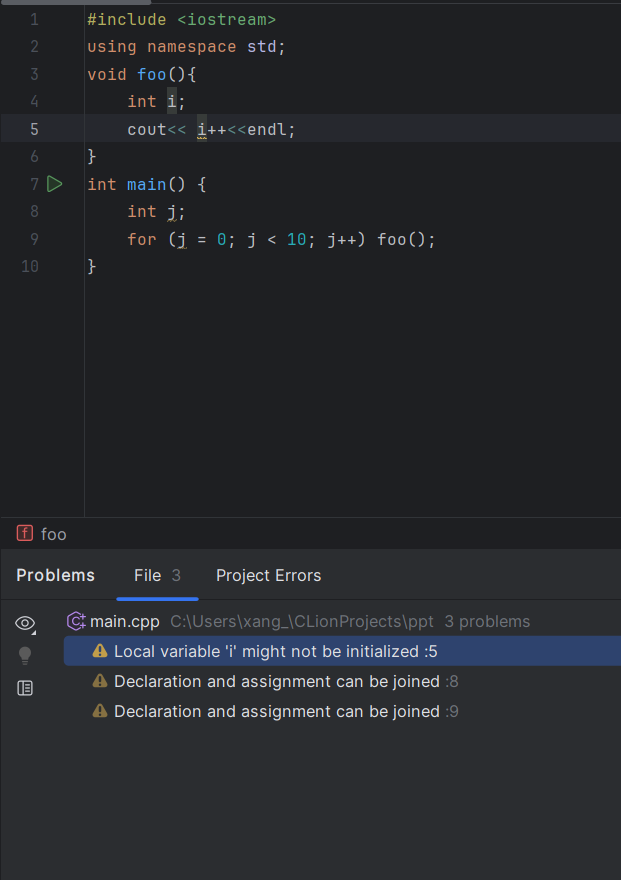 1 #include <iostream>
2 using namespace std;
3 void foo(){
4 int i;
5 cout<< i++<<endl;
6 }
7 int main() {
8 int j;
9 for (j = 0; j < 10; j++) foo();
10 }
f foo
Problems File 3 Project Errors
C++ main.cpp C:\Users\xang_\CLionProjects\ppt 3 problems
Local variable 'i' might not be initialized :5
Declaration and assignment can be joined :8
Declaration and assignment can be joined :9